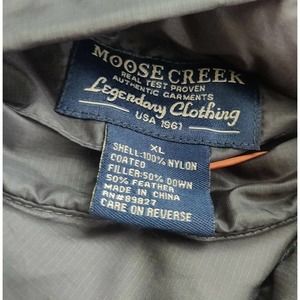 MOOSE CREEK
REAL TEST PROVEN
AUTHENTIC GARMENTS
Legendary Clothing
USA 1961
XL
SHELL:100% NYLON
COATED
FILLER:50% DOWN
50% FEATHER
MADE IN CHINA
RN#89827
CARE ON REVERSE